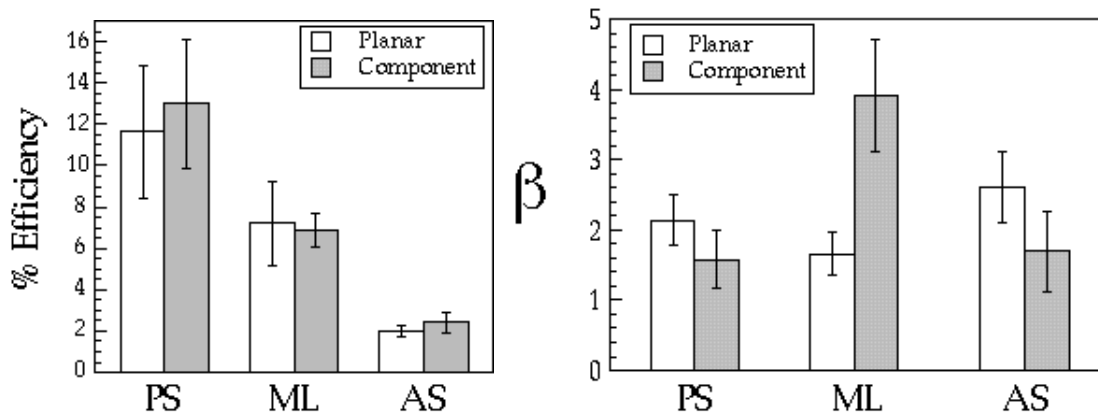 % Efficiency
16
14
12
10
8
6
4
2
0
Planar
Component
PS ML AS
β
5
4
3
2
1
0
Planar
Component
PS ML AS